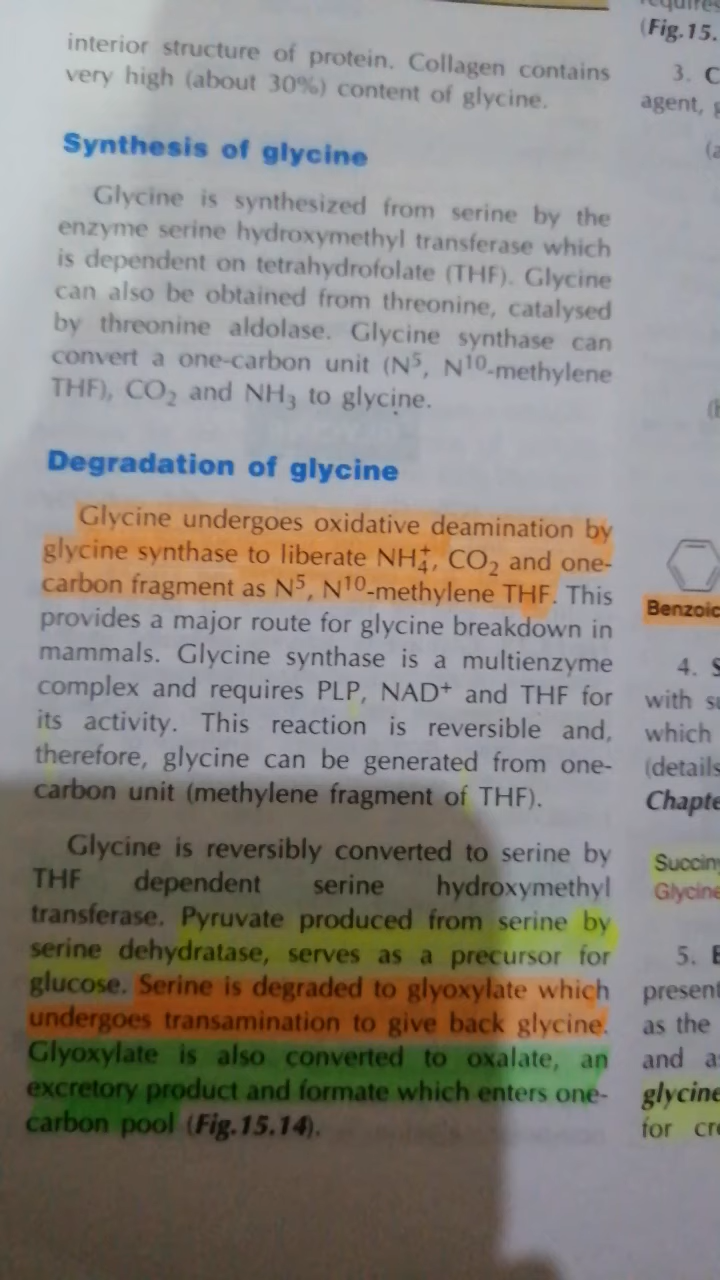 interior structure of protein. Collagen contains
very high (about 30%) content of glycine.
Synthesis of glycine
Glycine is synthesized from serine by the
enzyme serine hydroxymethyl transferase which
is dependent on tetrahydrofolate (THF). Glycine
can also be obtained from threonine, catalysed
by threonine aldolase. Glycine synthase can
convert a one-carbon unit (N⁵, N¹⁰-methylene
THF), CO₂ and NH₃ to glycine.
Degradation of glycine
Glycine undergoes oxidative deamination by
glycine synthase to liberate NH₄⁺, CO₂ and one-
carbon fragment as N⁵, N¹⁰-methylene THF. This
provides a major route for glycine breakdown in
mammals. Glycine synthase is a multienzyme
complex and requires PLP, NAD⁺ and THF for
its activity. This reaction is reversible and,
therefore, glycine can be generated from one-
carbon unit (methylene fragment of THF).
Glycine is reversibly converted to serine by
THF dependent serine hydroxymethyl
transferase. Pyruvate produced from serine by
serine dehydratase, serves as a precursor for
glucose. Serine is degraded to glyoxylate which
undergoes transamination to give back glycine.
Glyoxylate is also converted to oxalate, an
excretory product and formate which enters one-
carbon pool (Fig.15.14).
(Fig.15.
3. C
agent,
Benzoic
4. S
with
which
(details
Chapte
Succin
Glycine
5. E
present
as the
and a
glycine
for cr